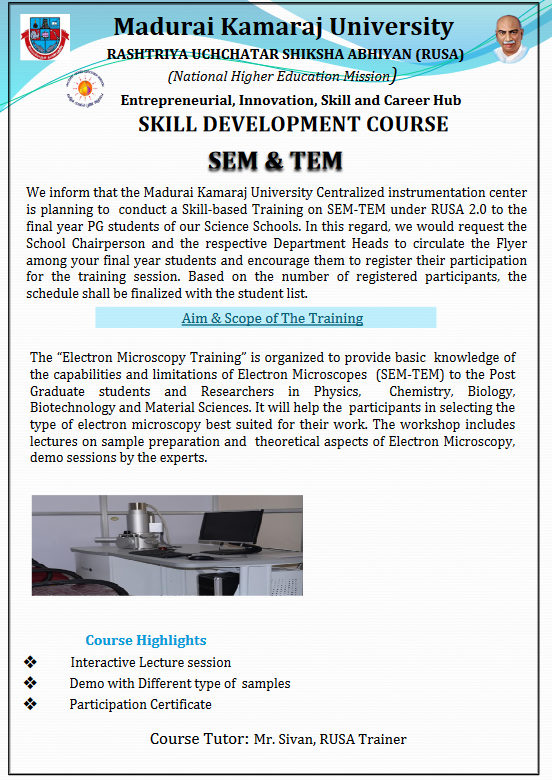 Madurai Kamaraj University
RASHTRIYA UCHCHATAR SHIKSHA ABHIYAN (RUSA)
(National Higher Education Mission)
Entrepreneurial, Innovation, Skill and Career Hub
SKILL DEVELOPMENT COURSE
SEM & TEM
We inform that the Madurai Kamaraj University Centralized instrumentation center
is planning to conduct a Skill-based Training on SEM-TEM under RUSA 2.0 to the
final year PG students of our Science Schools. In this regard, we would request the
School Chairperson and the respective Department Heads to circulate the Flyer
among your final year students and encourage them to register their participation
for the training session. Based on the number of registered participants, the
schedule shall be finalized with the student list.
Aim & Scope of The Training
The “Electron Microscopy Training” is organized to provide basic knowledge of
the capabilities and limitations of Electron Microscopes (SEM-TEM) to the Post
Graduate students and Researchers in Physics, Chemistry, Biology,
Biotechnology and Material Sciences. It will help the participants in selecting the
type of electron microscopy best suited for their work. The workshop includes
lectures on sample preparation and theoretical aspects of Electron Microscopy,
demo sessions by the experts.
Course Highlights
❖ Interactive Lecture session
❖ Demo with Different type of samples
❖ Participation Certificate
Course Tutor: Mr. Sivan, RUSA Trainer